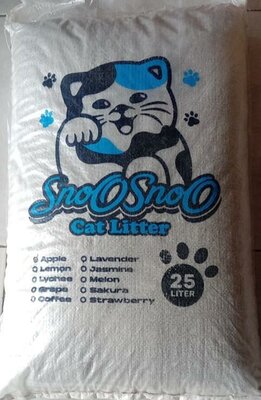 SnoOSnoO
Cat Litter
Apple
Lemon
Lychee
Grape
Coffee
Lavender
Jasmine
Melon
Sakura
Strawberry
25
LiTER